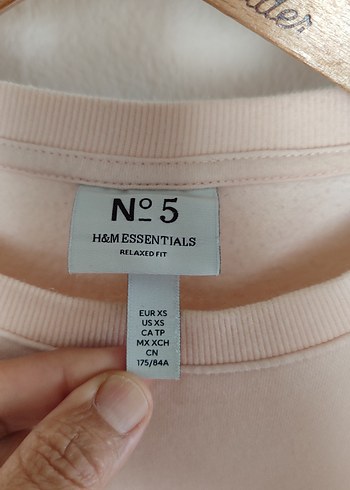 Nº 5
H&M ESSENTIALS
RELAXED FIT
EUR XS
US XS
CA TP
MX XCH
CN
175/84A